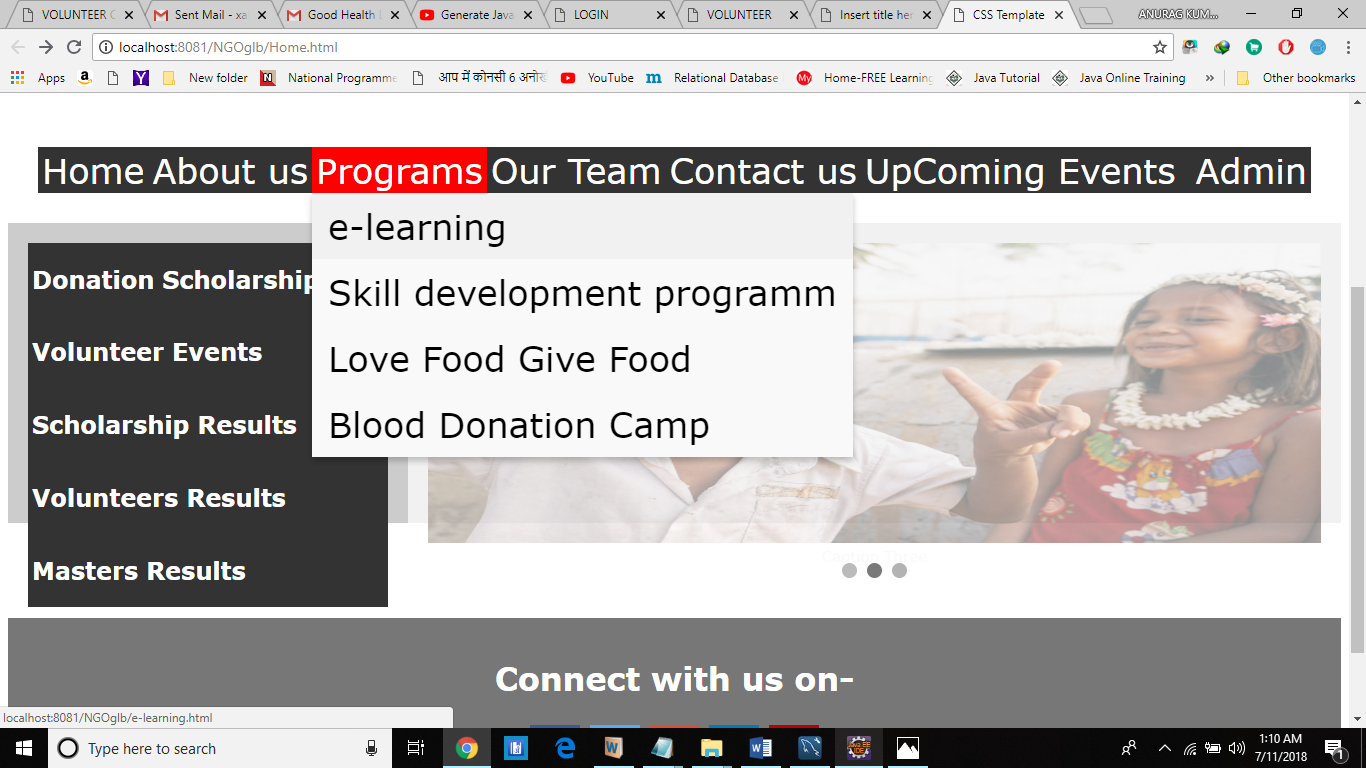 VOLUNTEER
Sent Mail - xa
Good Health
Generate Java
LOGIN
VOLUNTEER
Insert title her
CSS Template
ANURAG KUM...
localhost:8081/NGOglb/Home.html
Apps
New folder
National Programme
आप में कोनसी 6 अनोखे
YouTube
Relational Database
Home-FREE Learning
Java Tutorial
Java Online Training
»
Other bookmarks
Home About us Programs Our Team Contact us UpComing Events Admin
e-learning
Skill development programm
Love Food Give Food
Blood Donation Camp
Donation Scholarship
Volunteer Events
Scholarship Results
Volunteers Results
Masters Results
Caption Three
Connect with us on-
localhost:8081/NGOglb/e-learning.html
Type here to search
1:10 AM
7/11/2018
1